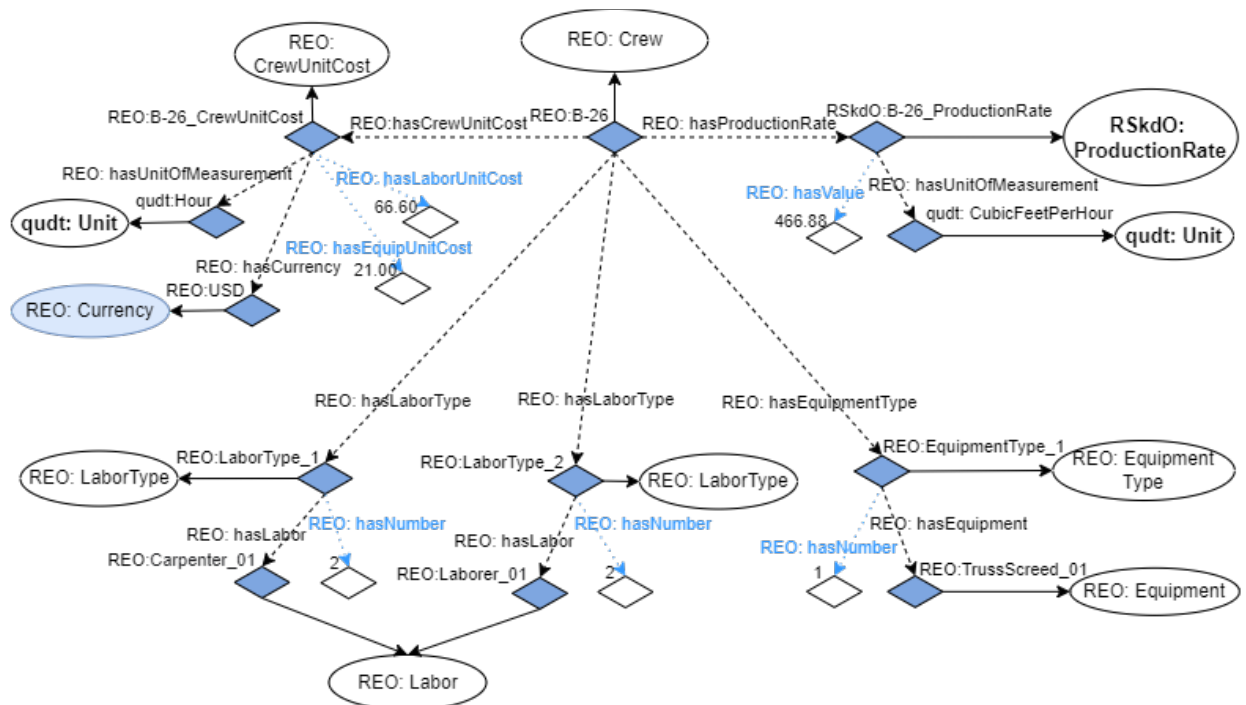 REO:
CrewUnitCost
REO: Crew
REO:B-26_CrewUnitCost
REO:hasCrewUnitCost
REO:B-26
REO: hasProductionRate
RSkdO:B-26_ProductionRate
RSkdO:
ProductionRate
REO: hasUnitOfMeasurement
qudt:Hour
qudt: Unit
REO: hasLaborUnitCost
66.60
REO: hasEquipUnitCost
21.00
REO: hasCurrency
REO:USD
REO: Currency
REO: hasValue
466.88
REO: hasUnitOfMeasurement
qudt: CubicFeetPerHour
qudt: Unit
REO: hasLaborType
REO: hasLaborType
REO: hasEquipmentType
REO:LaborType_1
REO: LaborType
REO:LaborType_2
REO: LaborType
REO:EquipmentType_1
REO: Equipment
Type
REO: hasLabor
REO: hasNumber
REO:Carpenter_01
2
REO: hasNumber
REO: hasLabor
REO:Laborer_01
2
REO: hasEquipment
REO: hasNumber
1
REO:TrussScreed_01
REO: Equipment
REO: Labor